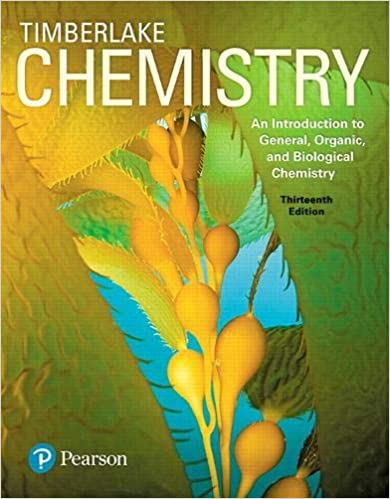 TIMBERLAKE
CHEMISTRY
An Introduction to
General, Organic,
and Biological
Chemistry
Thirteenth
Edition
P Pearson